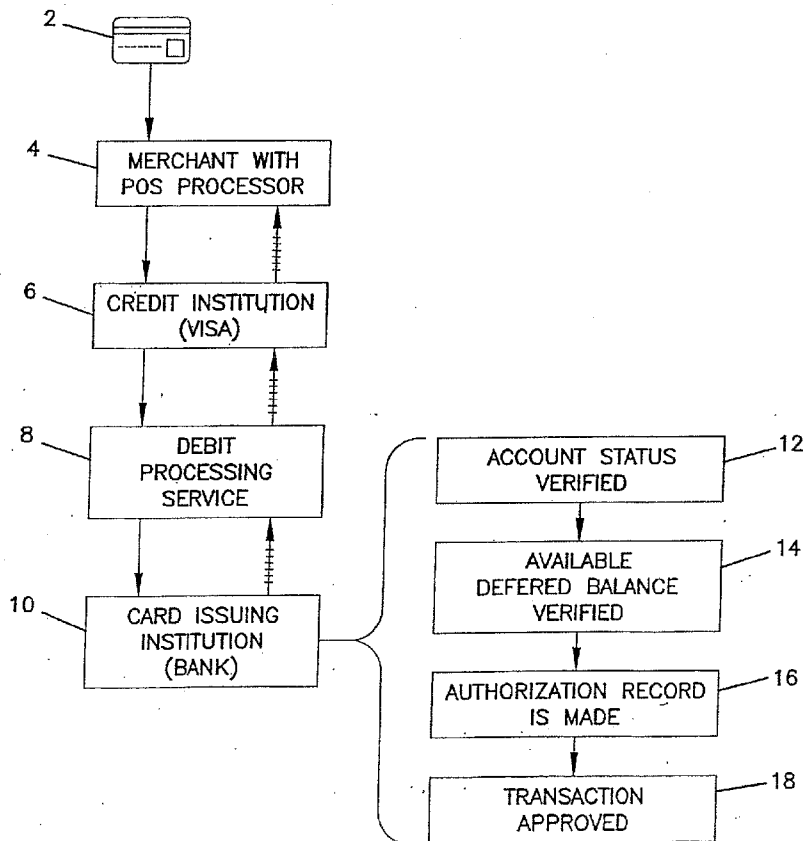 2
4
MERCHANT WITH
POS PROCESSOR
6
CREDIT INSTITUTION
(VISA)
8
DEBIT
PROCESSING
SERVICE
10
CARD ISSUING
INSTITUTION
(BANK)
ACCOUNT STATUS
VERIFIED
12
AVAILABLE
DEFERED BALANCE
VERIFIED
14
AUTHORIZATION RECORD
IS MADE
16
TRANSACTION
APPROVED
18